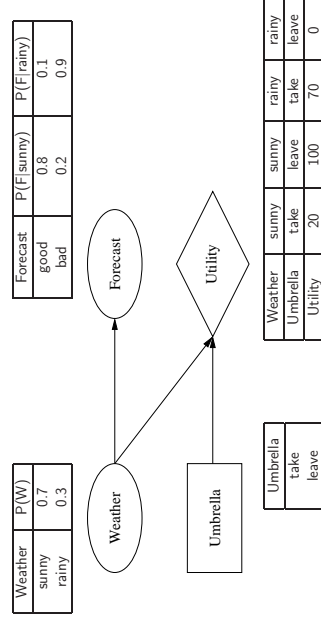 Weather P(W)
sunny 0.7
rainy 0.3
Forecast P(F|sunny) P(F|rainy)
good 0.8 0.1
bad 0.2 0.9
Weather
Forecast
Umbrella
Utility
Umbrella
take
leave
Weather sunny sunny rainy rainy
Umbrella take leave take leave
Utility 20 100 70 0